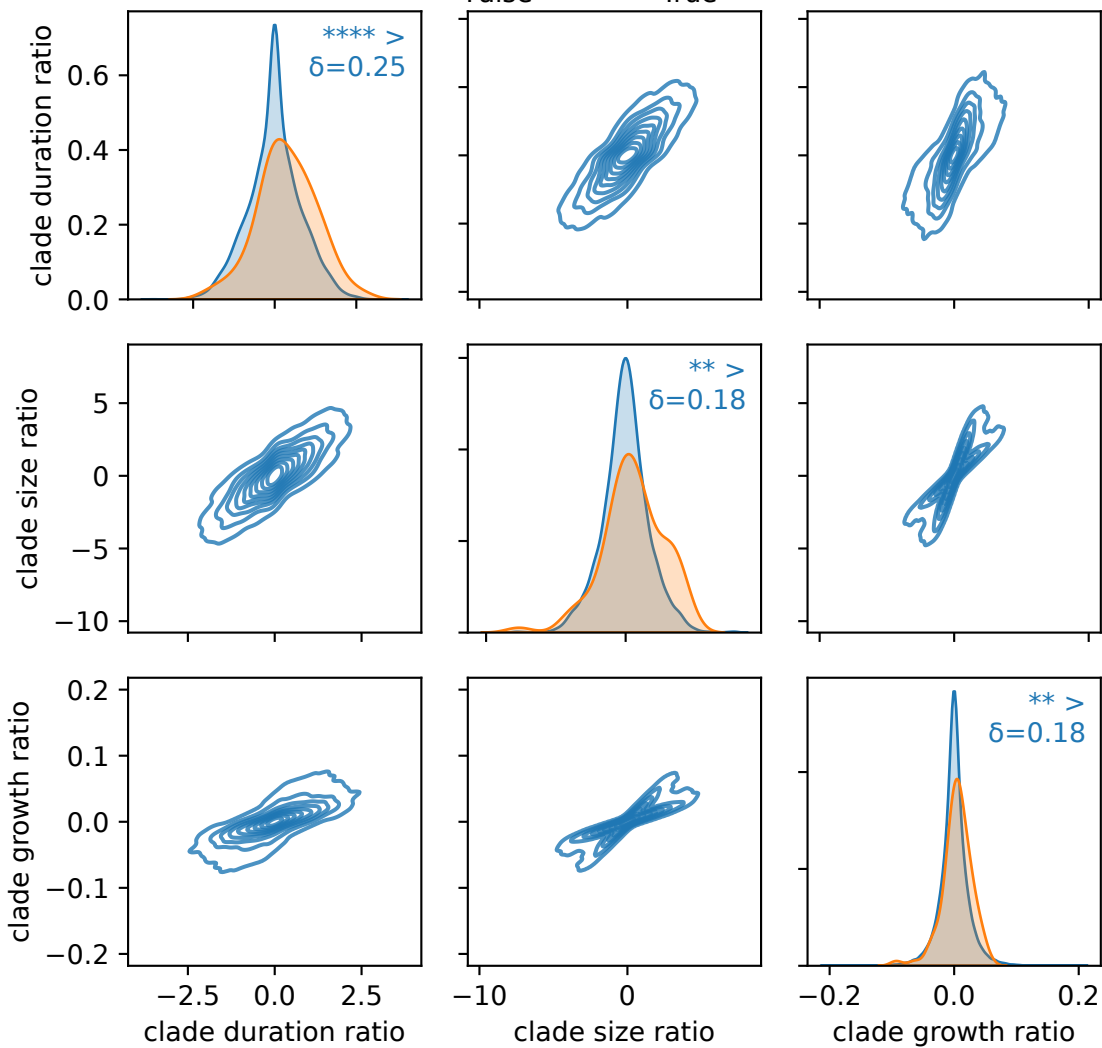 clade duration ratio
0.6
0.4
0.2
0.0
**** >
δ=0.25
clade size ratio
5
0
−5
−10
** >
δ=0.18
clade growth ratio
0.2
0.1
0.0
−0.1
−0.2
** >
δ=0.18
−2.5 0.0 2.5
−10 0
−0.2 0.0 0.2
clade duration ratio
clade size ratio
clade growth ratio